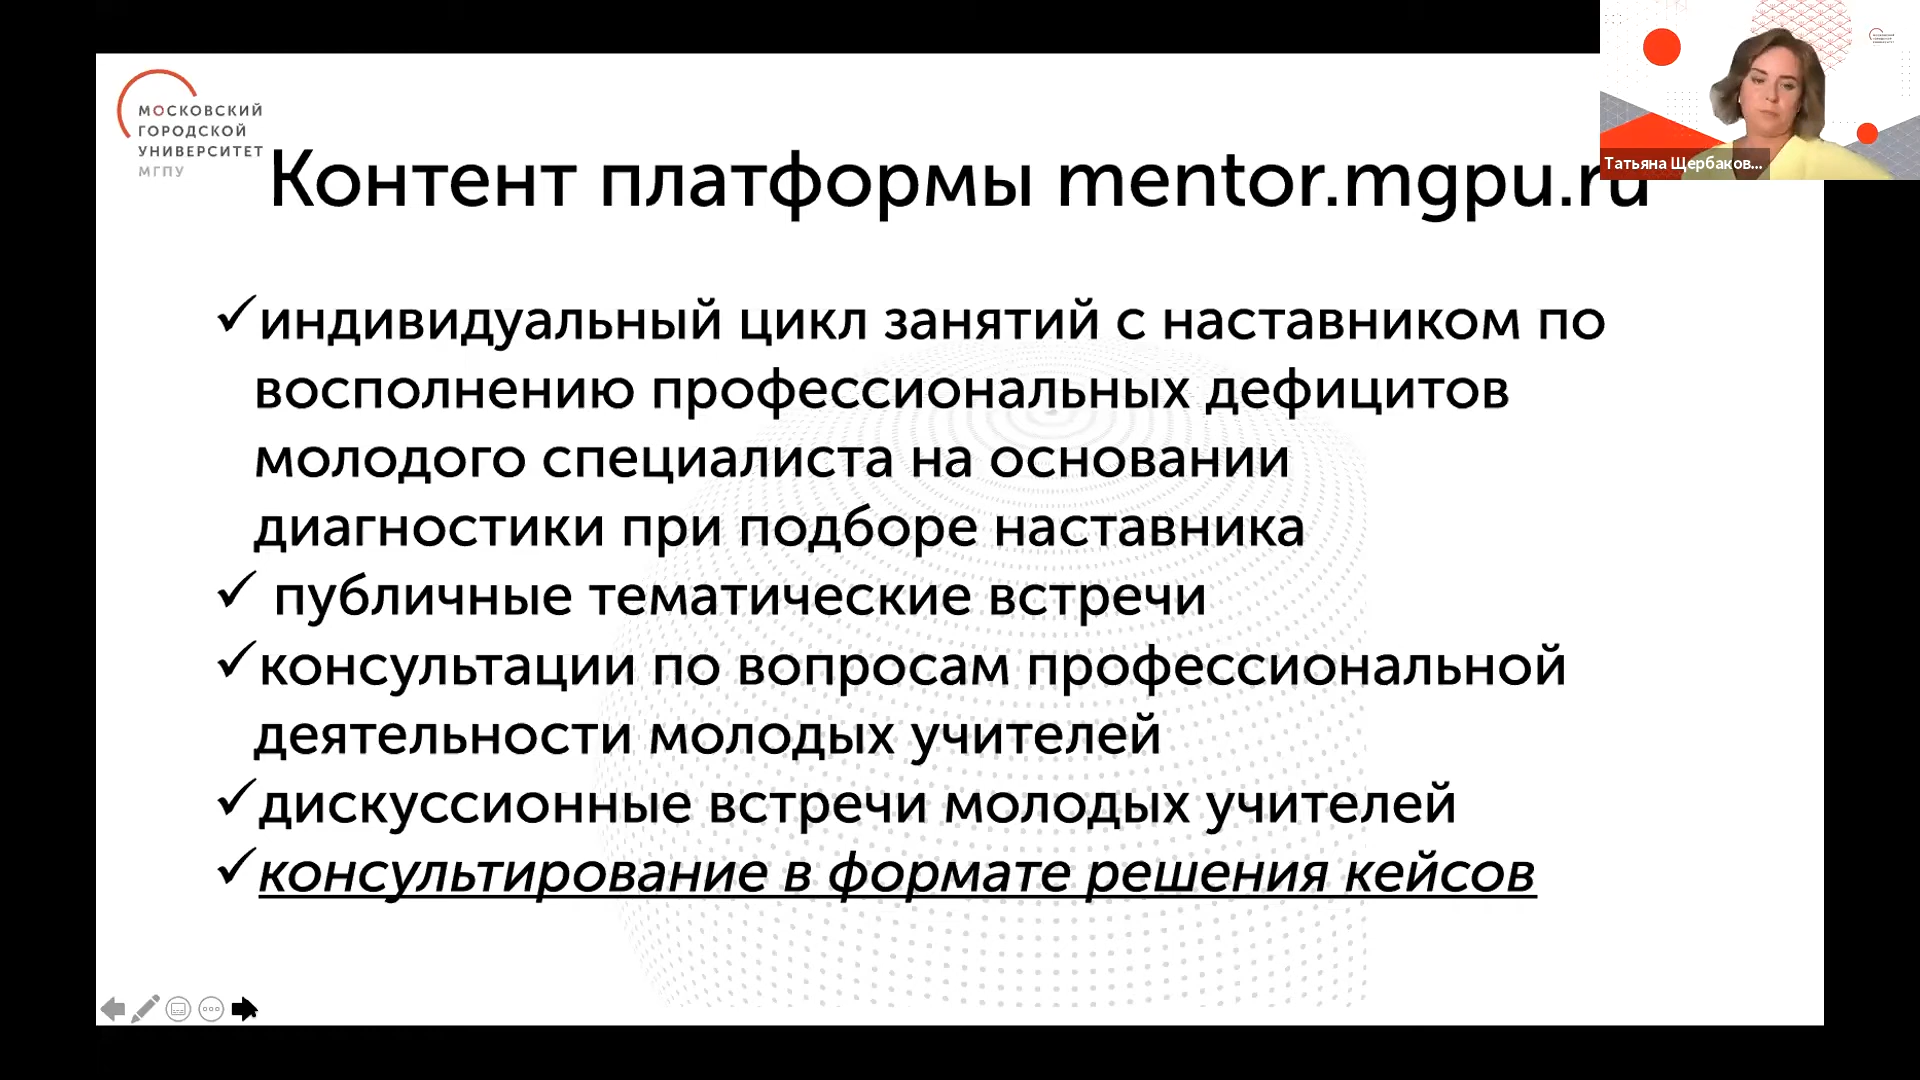 МОСКОВСКИЙ
ГОРОДСКОЙ
УНИВЕРСИТЕТ
МГПУ
Контент платформы mentor.mgpu.ru
Татьяна Щербаков...
✓индивидуальный цикл занятий с наставником по
восполнению профессиональных дефицитов
молодого специалиста на основании
диагностики при подборе наставника
✓ публичные тематические встречи
✓консультации по вопросам профессиональной
деятельности молодых учителей
✓дискуссионные встречи молодых учителей
✓консультирование в формате решения кейсов